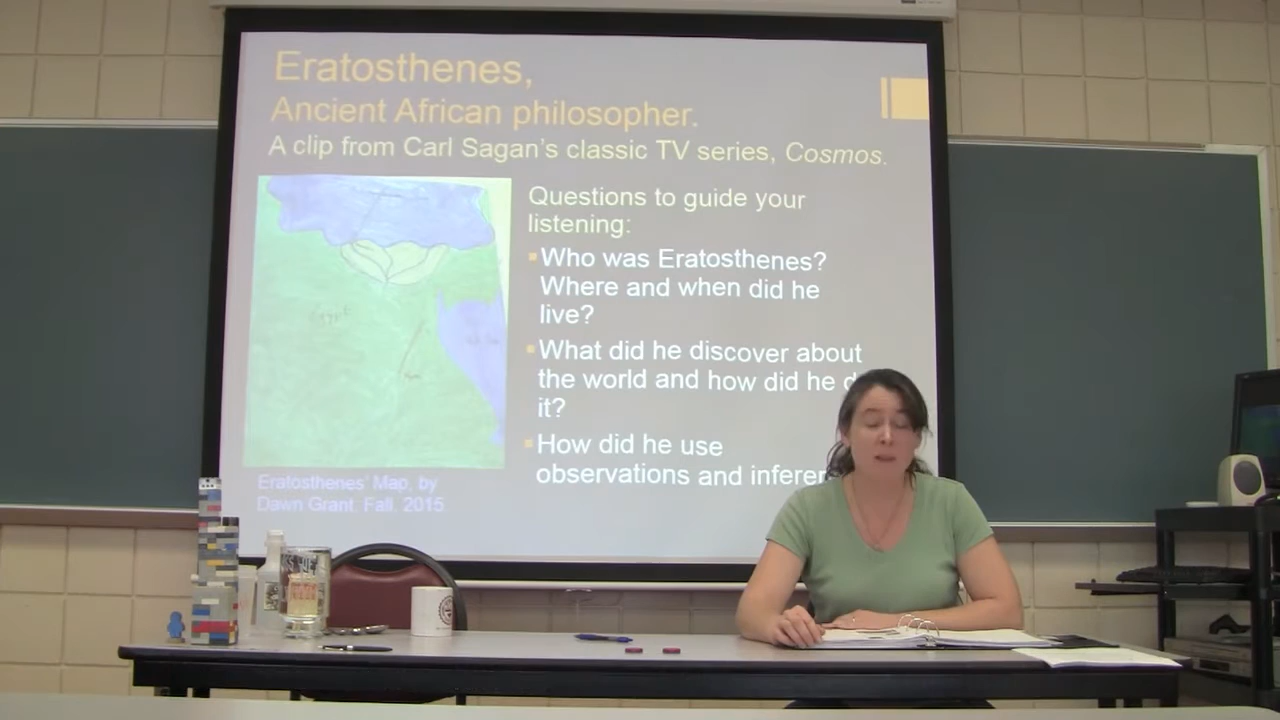 Eratosthenes,
Ancient African philosopher.
A clip from Carl Sagan's classic TV series, Cosmos.
Questions to guide your
listening:
Who was Eratosthenes?
Where and when did he
live?
What did he discover about
the world and how did he d
it?
How did he use
observations and inferen
Egypt
Eratosthenes' Map, by
Dawn Grant, Fall, 2015